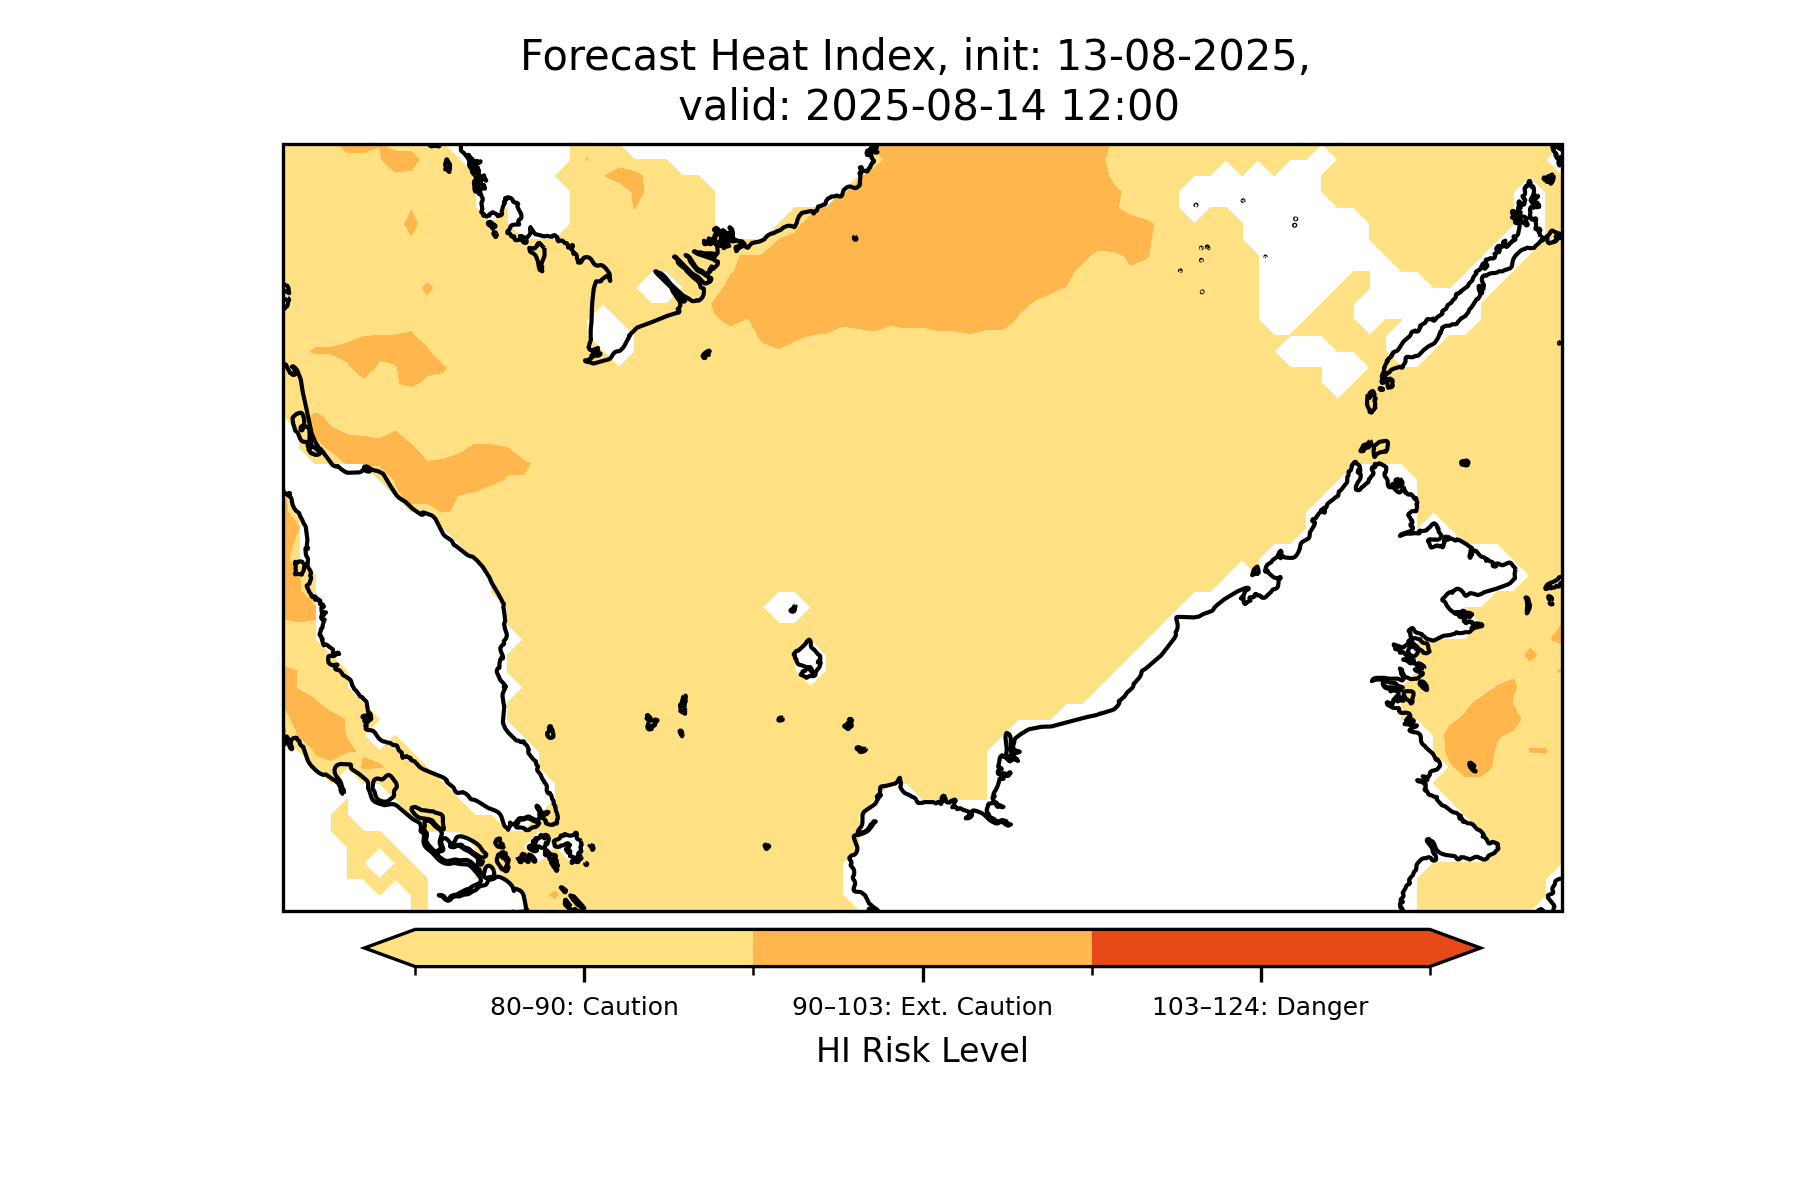 Forecast Heat Index, init: 13-08-2025,
valid: 2025-08-14 12:00
80–90: Caution
90–103: Ext. Caution
103–124: Danger
HI Risk Level